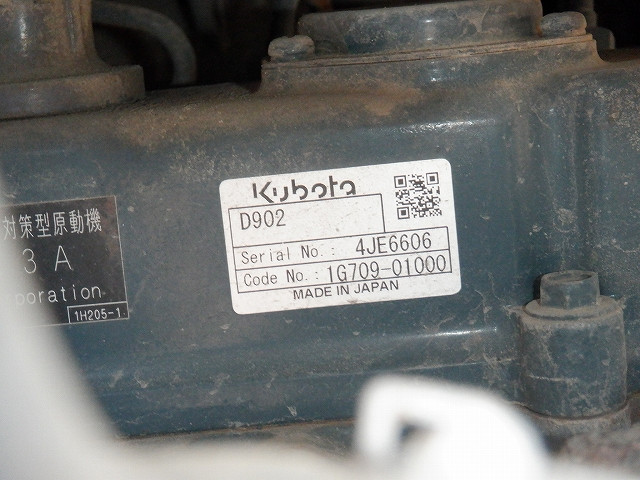 Kubota
D902
Serial No.: 4JE6606
Code No.: 1G709-01000
MADE IN JAPAN
対策型原動機
3 A
poration
1H205-1